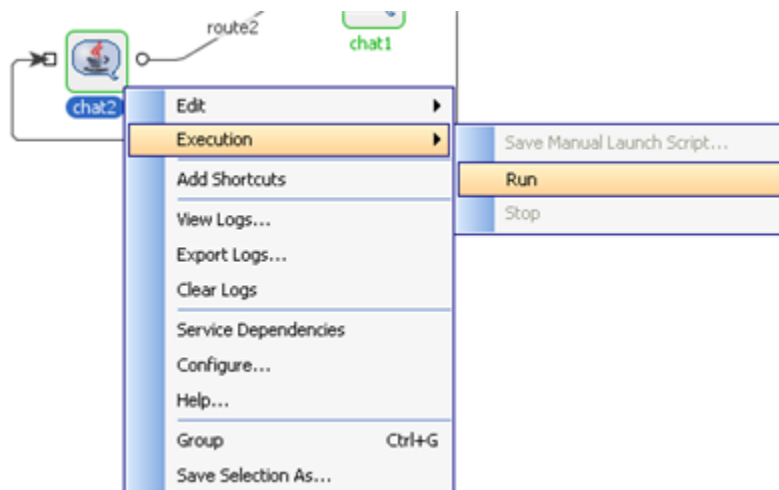 route2
chat1
chat2
Edit
Execution
Add Shortcuts
View Logs...
Export Logs...
Clear Logs
Service Dependencies
Configure...
Help...
Group Ctrl+G
Save Selection As...
Save Manual Launch Script...
Run
Stop